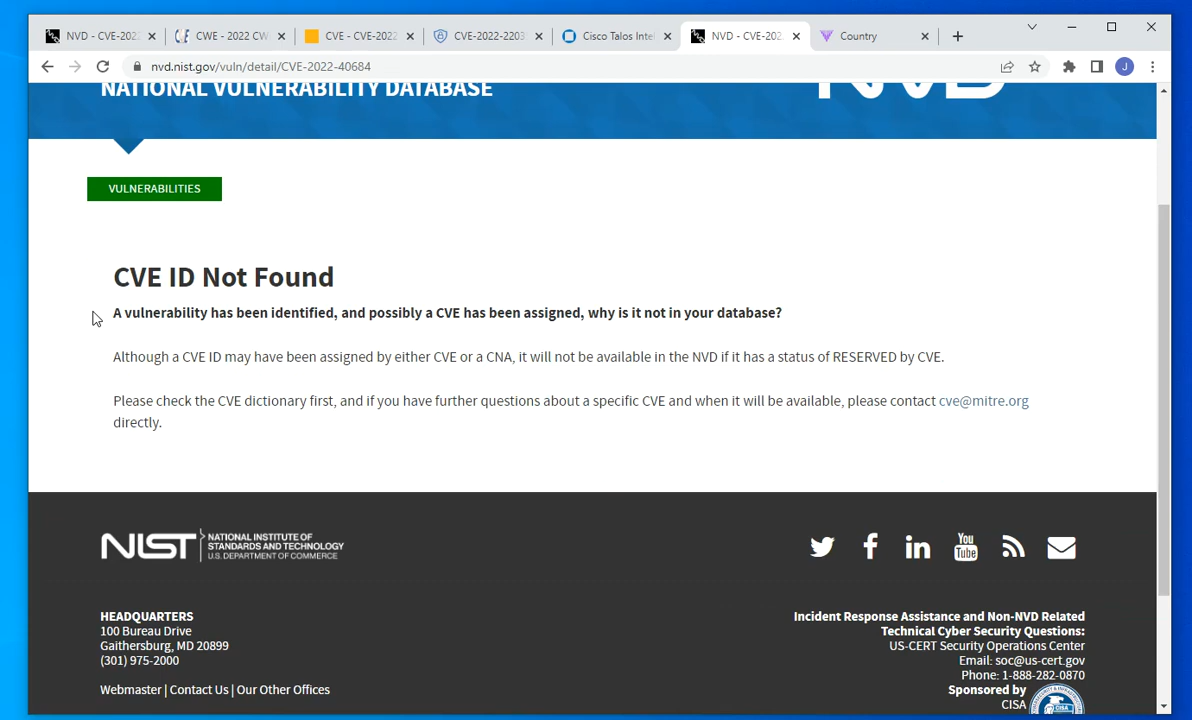 NVD - CVE-2022
CWE - 2022 CW
CVE - CVE-2022
CVE-2022-2203
Cisco Talos Intel
NVD - CVE-202
Country
nvd.nist.gov/vuln/detail/CVE-2022-40684
J
NATIONAL VULNERABILITY DATABASE
NVD
VULNERABILITIES
CVE ID Not Found
A vulnerability has been identified, and possibly a CVE has been assigned, why is it not in your database?
Although a CVE ID may have been assigned by either CVE or a CNA, it will not be available in the NVD if it has a status of RESERVED by CVE.
Please check the CVE dictionary first, and if you have further questions about a specific CVE and when it will be available, please contact cve@mitre.org
directly.
NIST
NATIONAL INSTITUTE OF
STANDARDS AND TECHNOLOGY
U.S. DEPARTMENT OF COMMERCE
You
Tube
HEADQUARTERS
100 Bureau Drive
Gaithersburg, MD 20899
(301) 975-2000
Webmaster | Contact Us | Our Other Offices
Incident Response Assistance and Non-NVD Related
Technical Cyber Security Questions:
US-CERT Security Operations Center
Email: soc@us-cert.gov
Phone: 1-888-282-0870
Sponsored by
CISA
CISA